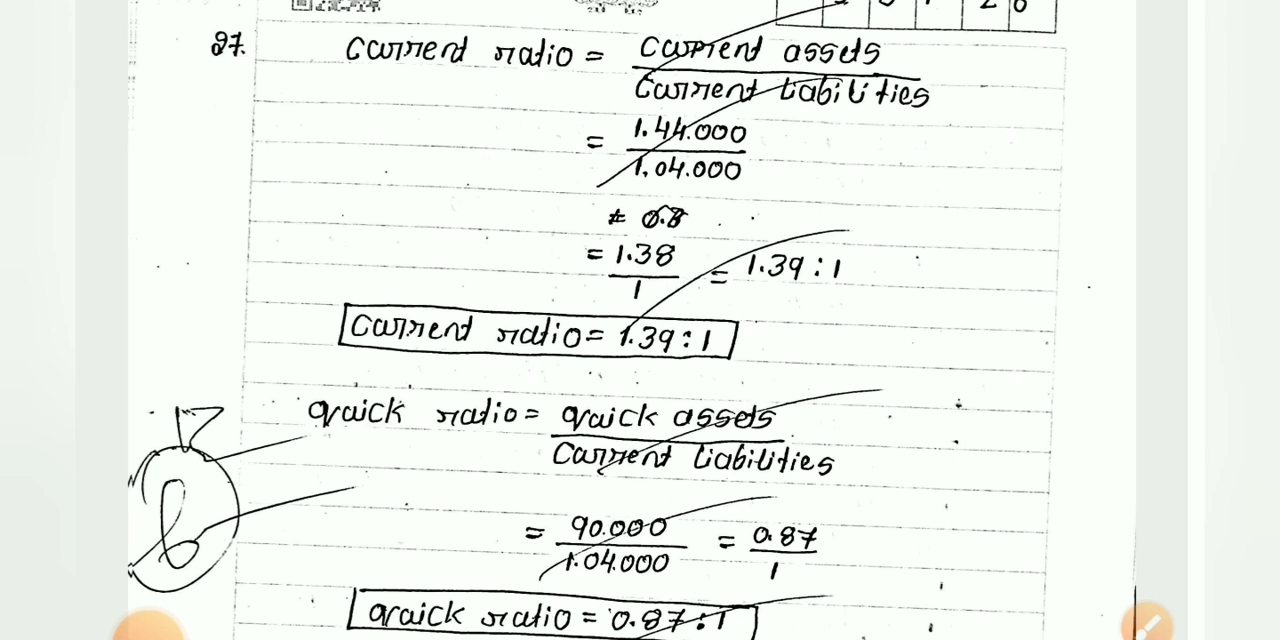 27. Current ratio = Current assets
Current liabilities
= 1.44.000
1.04.000
= 1.38
1
= 1.39 : 1
Current ratio = 1.39 : 1
quick ratio = quick assets
Current liabilities
= 90.000
1.04.000
= 0.87
1
quick ratio = 0.87 : 1